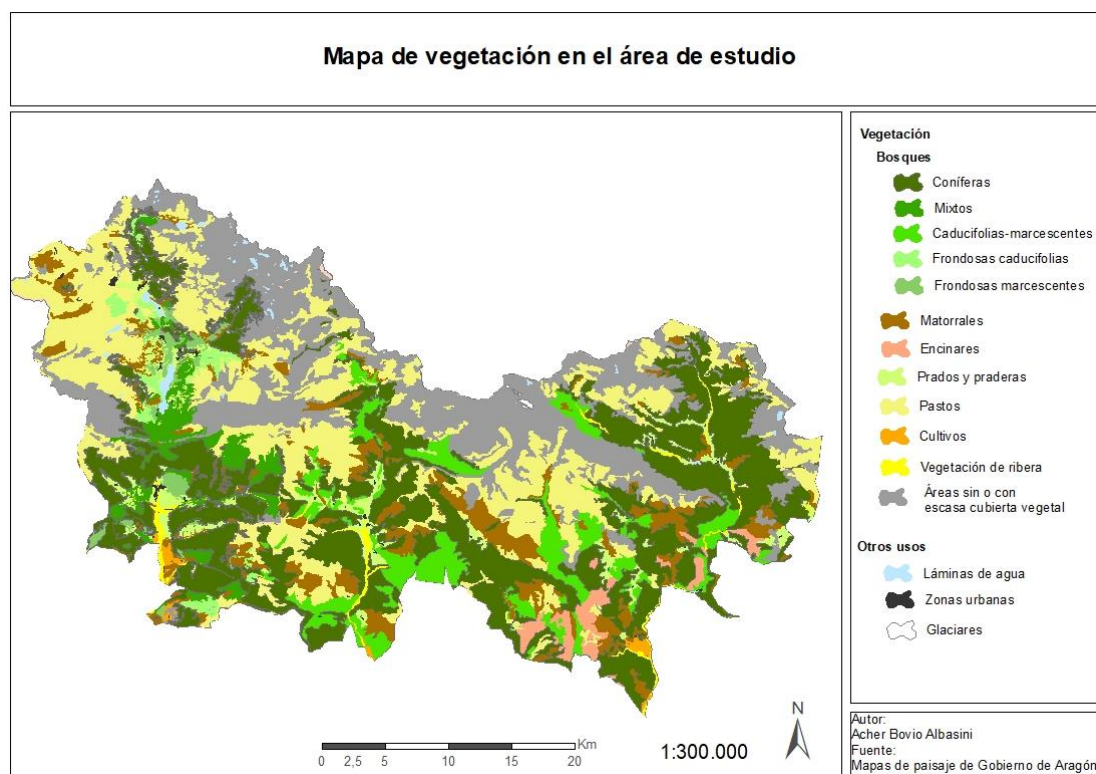 Mapa de vegetación en el área de estudio
Vegetación
Bosques
Coníferas
Mixtos
Caducifolias-marcescentes
Frondosas caducifolias
Frondosas marcescentes
Matorrales
Encinares
Prados y praderas
Pastos
Cultivos
Vegetación de ribera
Áreas sin o con
escasa cubierta vegetal
Otros usos
Láminas de agua
Zonas urbanas
Glaciares
N
Km
0 2,5 5 10 15 20
1:300.000
Autor:
Acher Bovio Albasini
Fuente:
Mapas de paisaje de Gobierno de Aragón